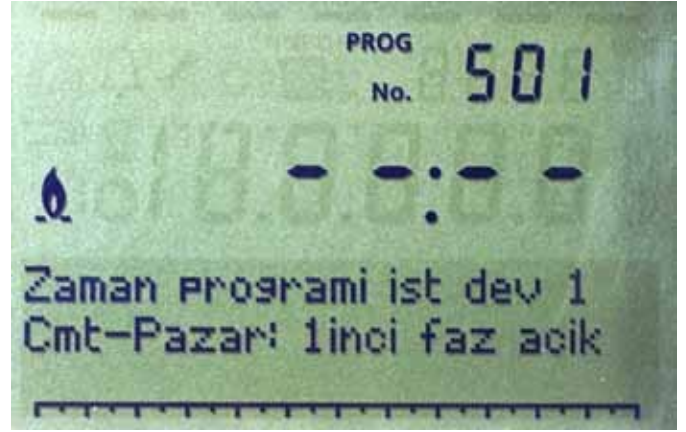 PROG
No. 501
- -:- -
Zaman programi ist dev 1
Cmt-Pazar: 1inci faz acik